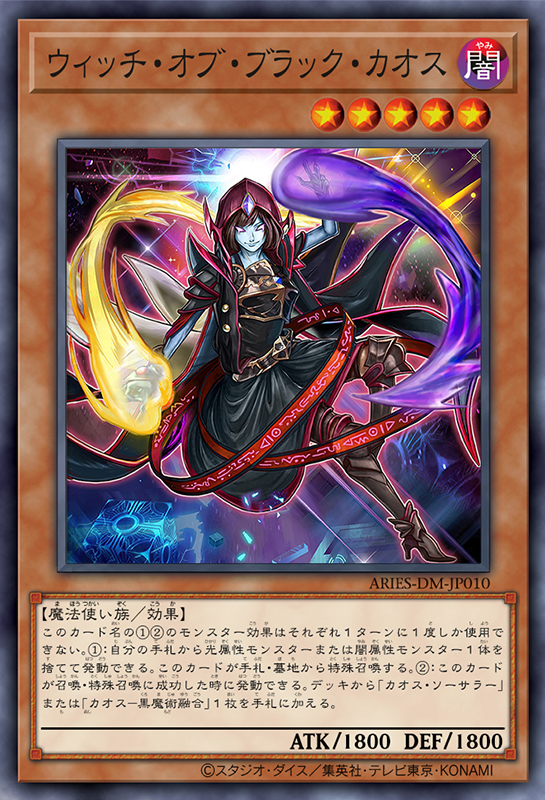 ウィッチ・オブ・ブラック・カオス
闇
ARIES-DM-JP010
【魔法使い族／効果】
このカード名の①②のモンスター効果はそれぞれ１ターンに１度しか使用で
きない。①:自分の手札から光属性モンスターまたは闇属性モンスター１体を
捨てて発動できる。このカードが手札・墓地から特殊召喚する。②:このカード
が召喚・特殊召喚に成功した時に発動できる。デッキから「カオス・ソーサラー」
または「カオス－黒魔術融合」１枚を手札に加える。
ATK/1800 DEF/1800
©スタジオ・ダイス／集英社・テレビ東京・KONAMI